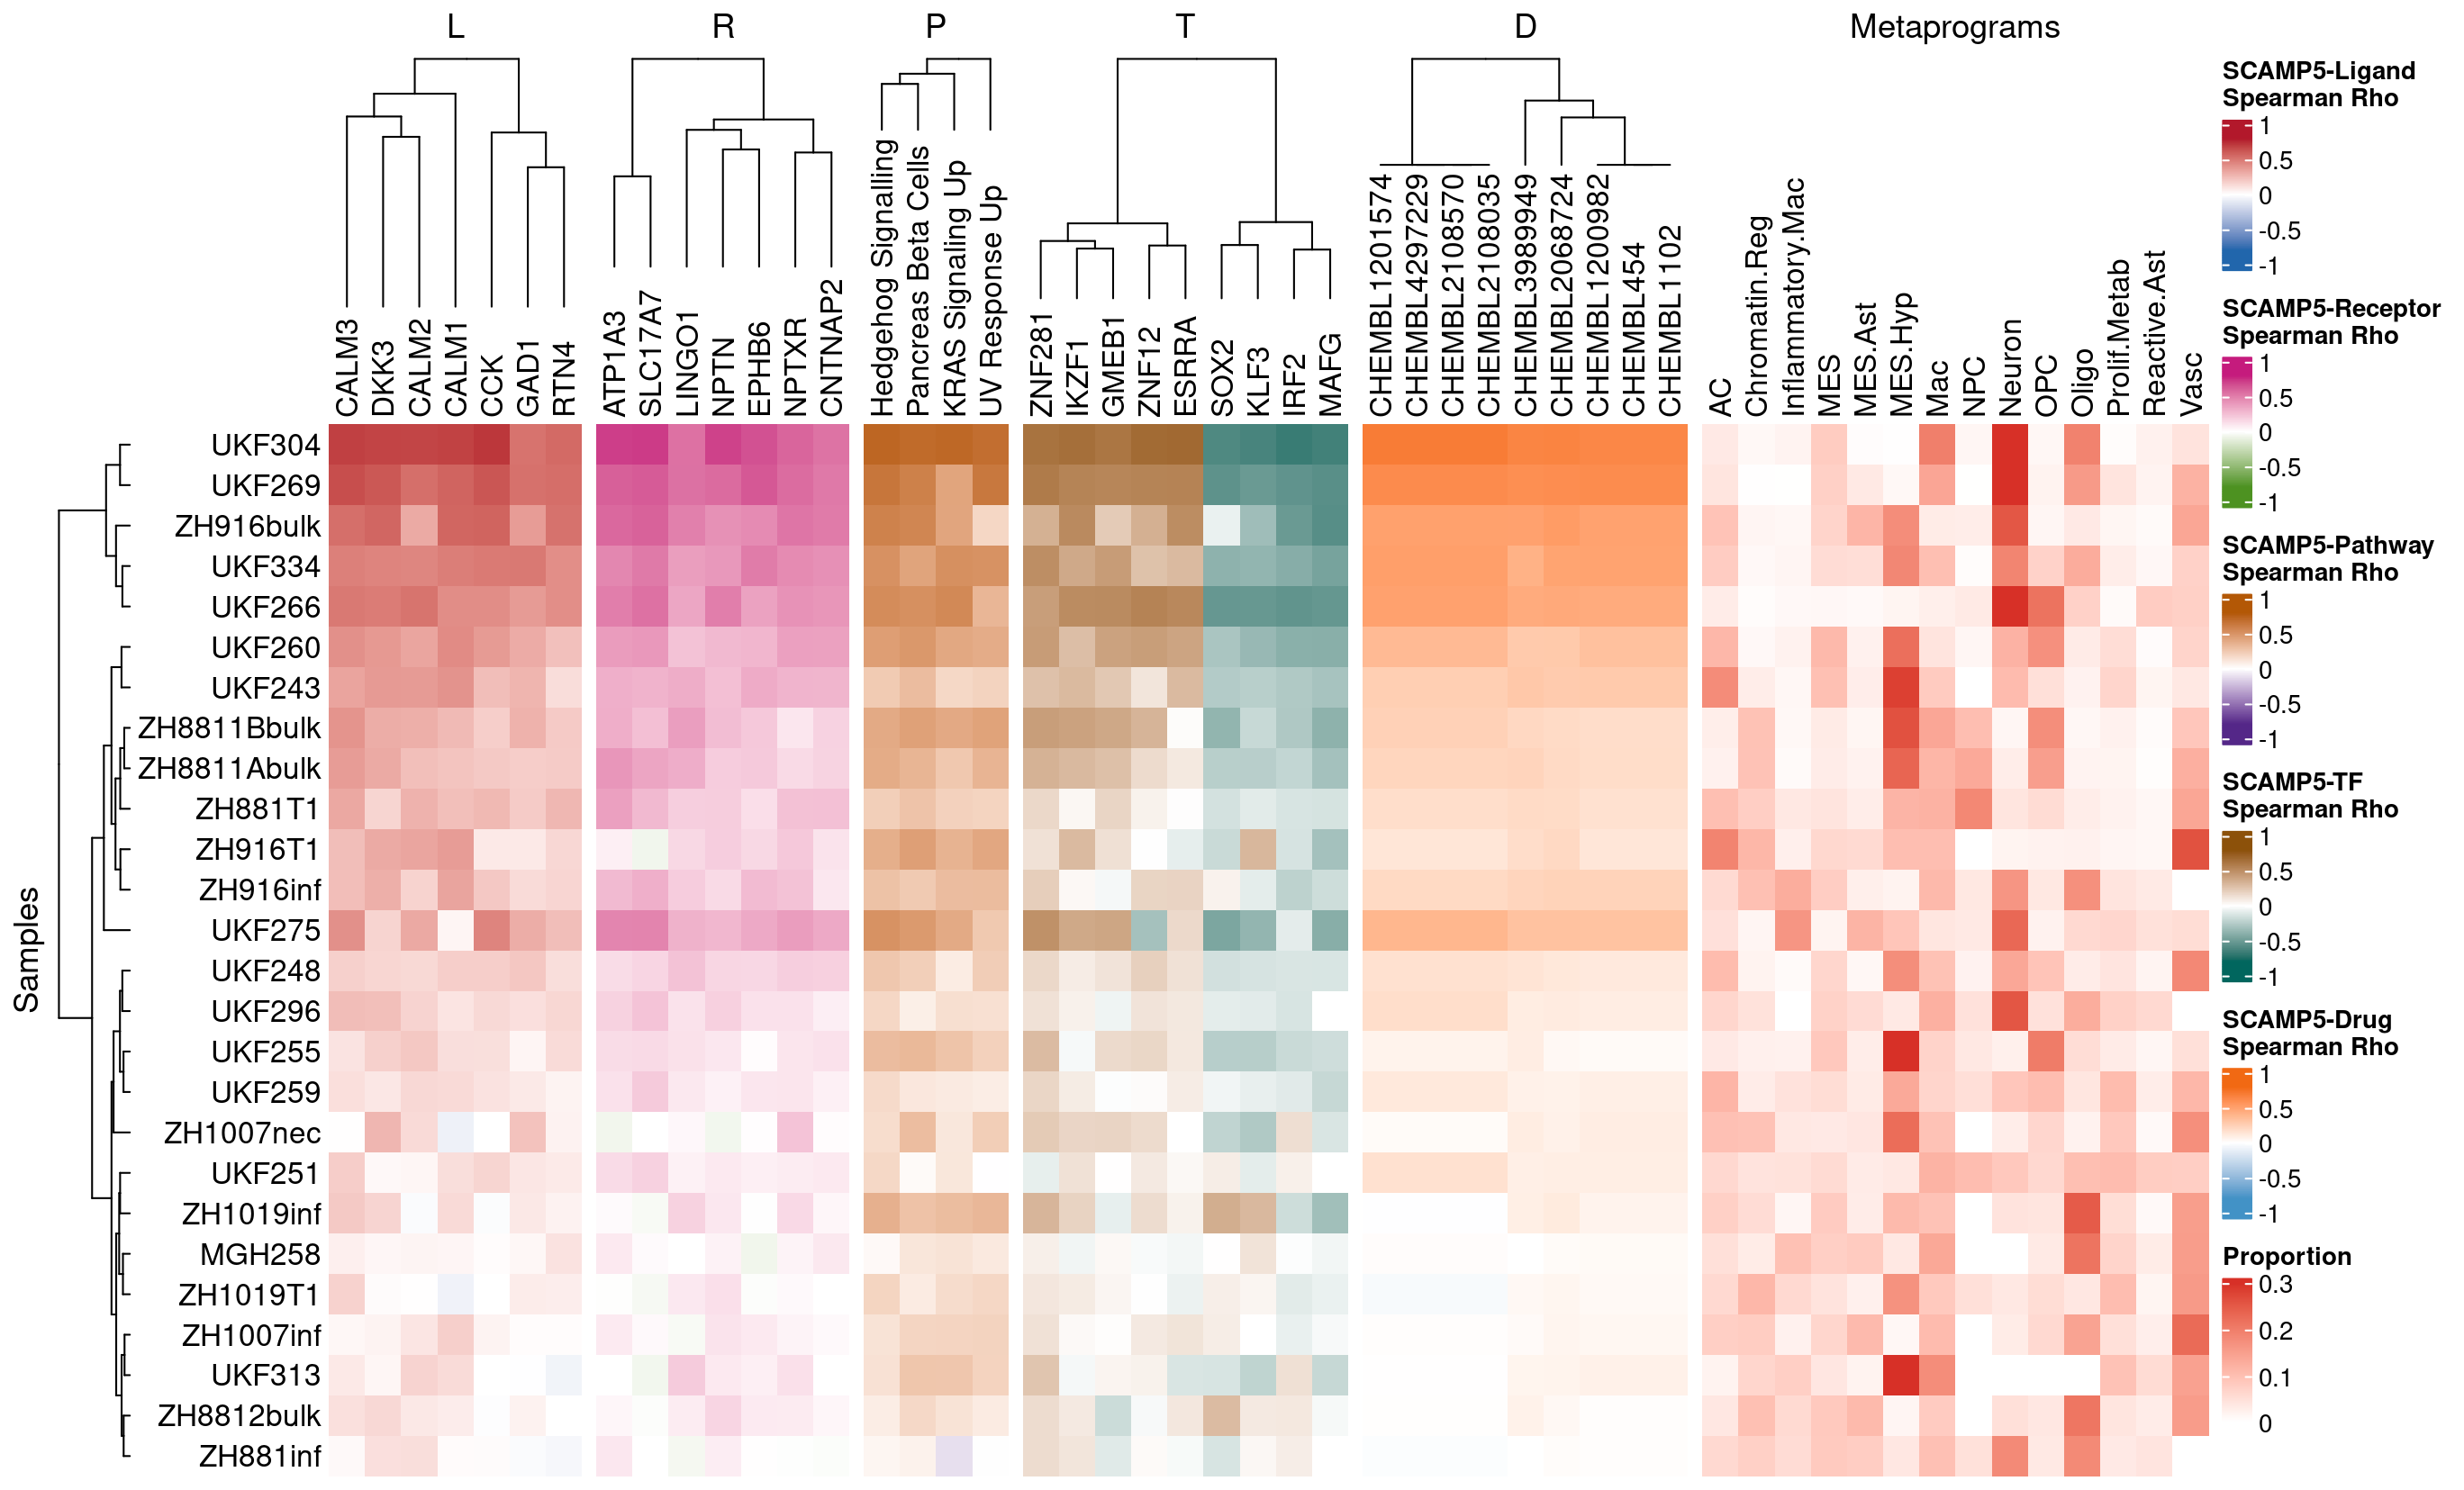 L R P T D Metaprograms
CALM3 DKK3 CALM2 CALM1 CCK GAD1 RTN4
ATP1A3 SLC17A7 LINGO1 NPTN EPHB6 NPTXR CNTNAP2
Hedgehog Signalling
Pancreas Beta Cells
KRAS Signaling Up
UV Response Up
ZNF281 IKZF1 GMEB1 ZNF12 ESRRA SOX2 KLF3 IRF2 MAFG
CHEMBL1201574
CHEMBL4297229
CHEMBL2108570
CHEMBL2108035
CHEMBL3989949
CHEMBL2068724
CHEMBL1200982
CHEMBL454
CHEMBL1102
AC
Chromatin.Reg
Inflammatory.Mac
MES
MES.Ast
MES.Hyp
Mac
NPC
Neuron
OPC
Oligo
Prolif.Metab
Reactive.Ast
Vasc
Samples
UKF304
UKF269
ZH916bulk
UKF334
UKF266
UKF260
UKF243
ZH8811Bbulk
ZH8811Abulk
ZH881T1
ZH916T1
ZH916inf
UKF275
UKF248
UKF296
UKF255
UKF259
ZH1007nec
UKF251
ZH1019inf
MGH258
ZH1019T1
ZH1007inf
UKF313
ZH8812bulk
ZH881inf
SCAMP5-Ligand
Spearman Rho
1
0.5
0
-0.5
-1
SCAMP5-Receptor
Spearman Rho
1
0.5
0
-0.5
-1
SCAMP5-Pathway
Spearman Rho
1
0.5
0
-0.5
-1
SCAMP5-TF
Spearman Rho
1
0.5
0
-0.5
-1
SCAMP5-Drug
Spearman Rho
1
0.5
0
-0.5
-1
Proportion
0.3
0.2
0.1
0